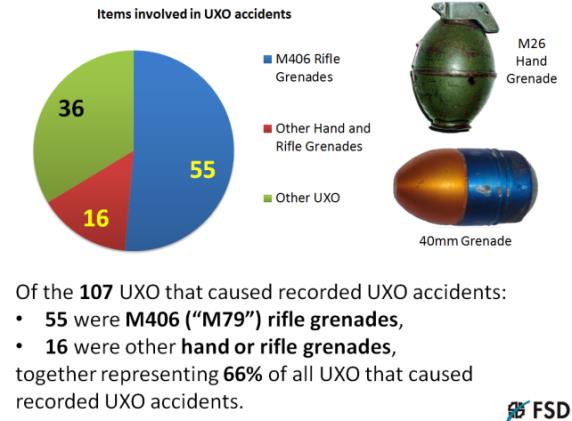 Items involved in UXO accidents
36
55
16
M406 Rifle
Grenades
Other Hand and
Rifle Grenades
Other UXO
M26
Hand
Grenade
40mm Grenade
Of the 107 UXO that caused recorded UXO accidents:
• 55 were M406 (“M79”) rifle grenades,
• 16 were other hand or rifle grenades,
together representing 66% of all UXO that caused
recorded UXO accidents.
FSD